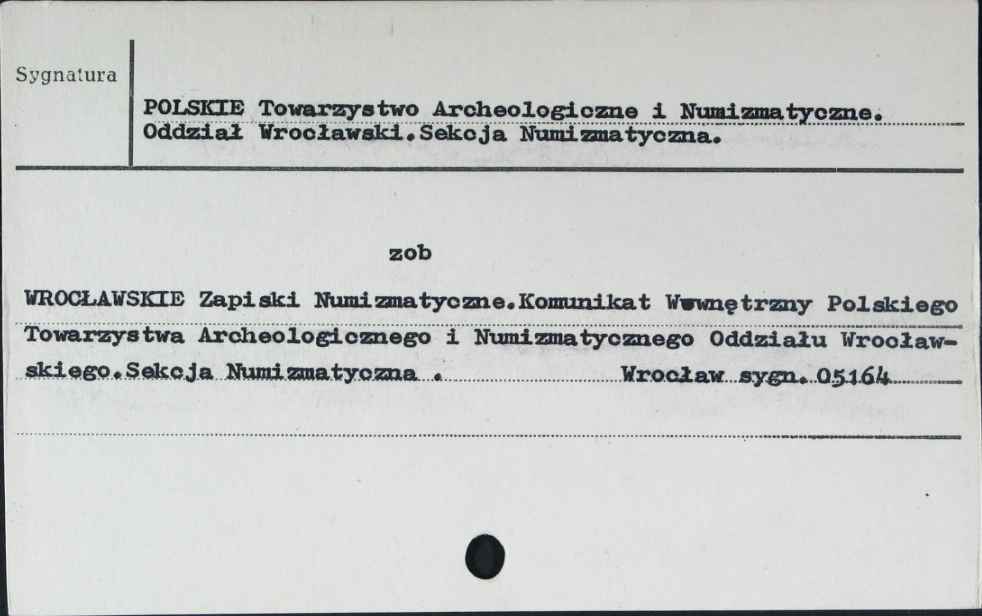 Sygnatura
POLSKIE Towarzystwo Archeologiczne i Numizmatyczne.
Oddział Wrocławski.Sekcja Numizmatyczna.
zob
WROCŁAWSKIE Zapiski Numizmatyczne.Komunikat Wewnętrzny Polskiego
Towarzystwa Archeologicznego i Numizmatycznego Oddziału Wrocław-
skiego.Sekcja Numizmatyczna . Wrocław sygn. 05164